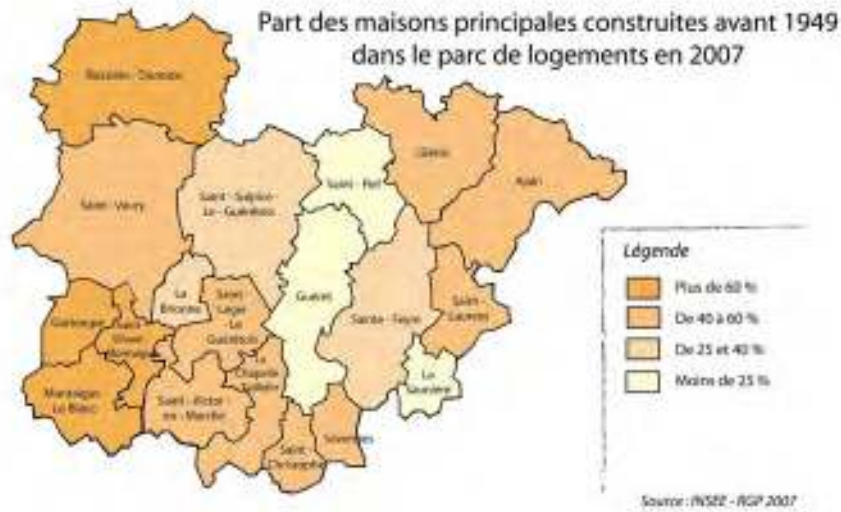 Part des maisons principales construites avant 1949
dans le parc de logements en 2007
Glénic
Ajain
Saint - Fiel
Saint - Sulpice -
Le - Guérétois
Saint - Vaury
Légende
Plus de 60 %
De 40 à 60 %
De 25 et 40 %
Moins de 25 %
Guéret
La
Brionne
Saint -
Léger -
Le -
Guérétois
Saint -
Laurent
Sainte - Feyre
Gartempe
La
Saunière
La
Chapelle
Taillefert
Montaigut
Le Blanc
Saint - Victor -
en - Marche
Saint
Christophe
Savennes
Source : INSEE - RGP 2007